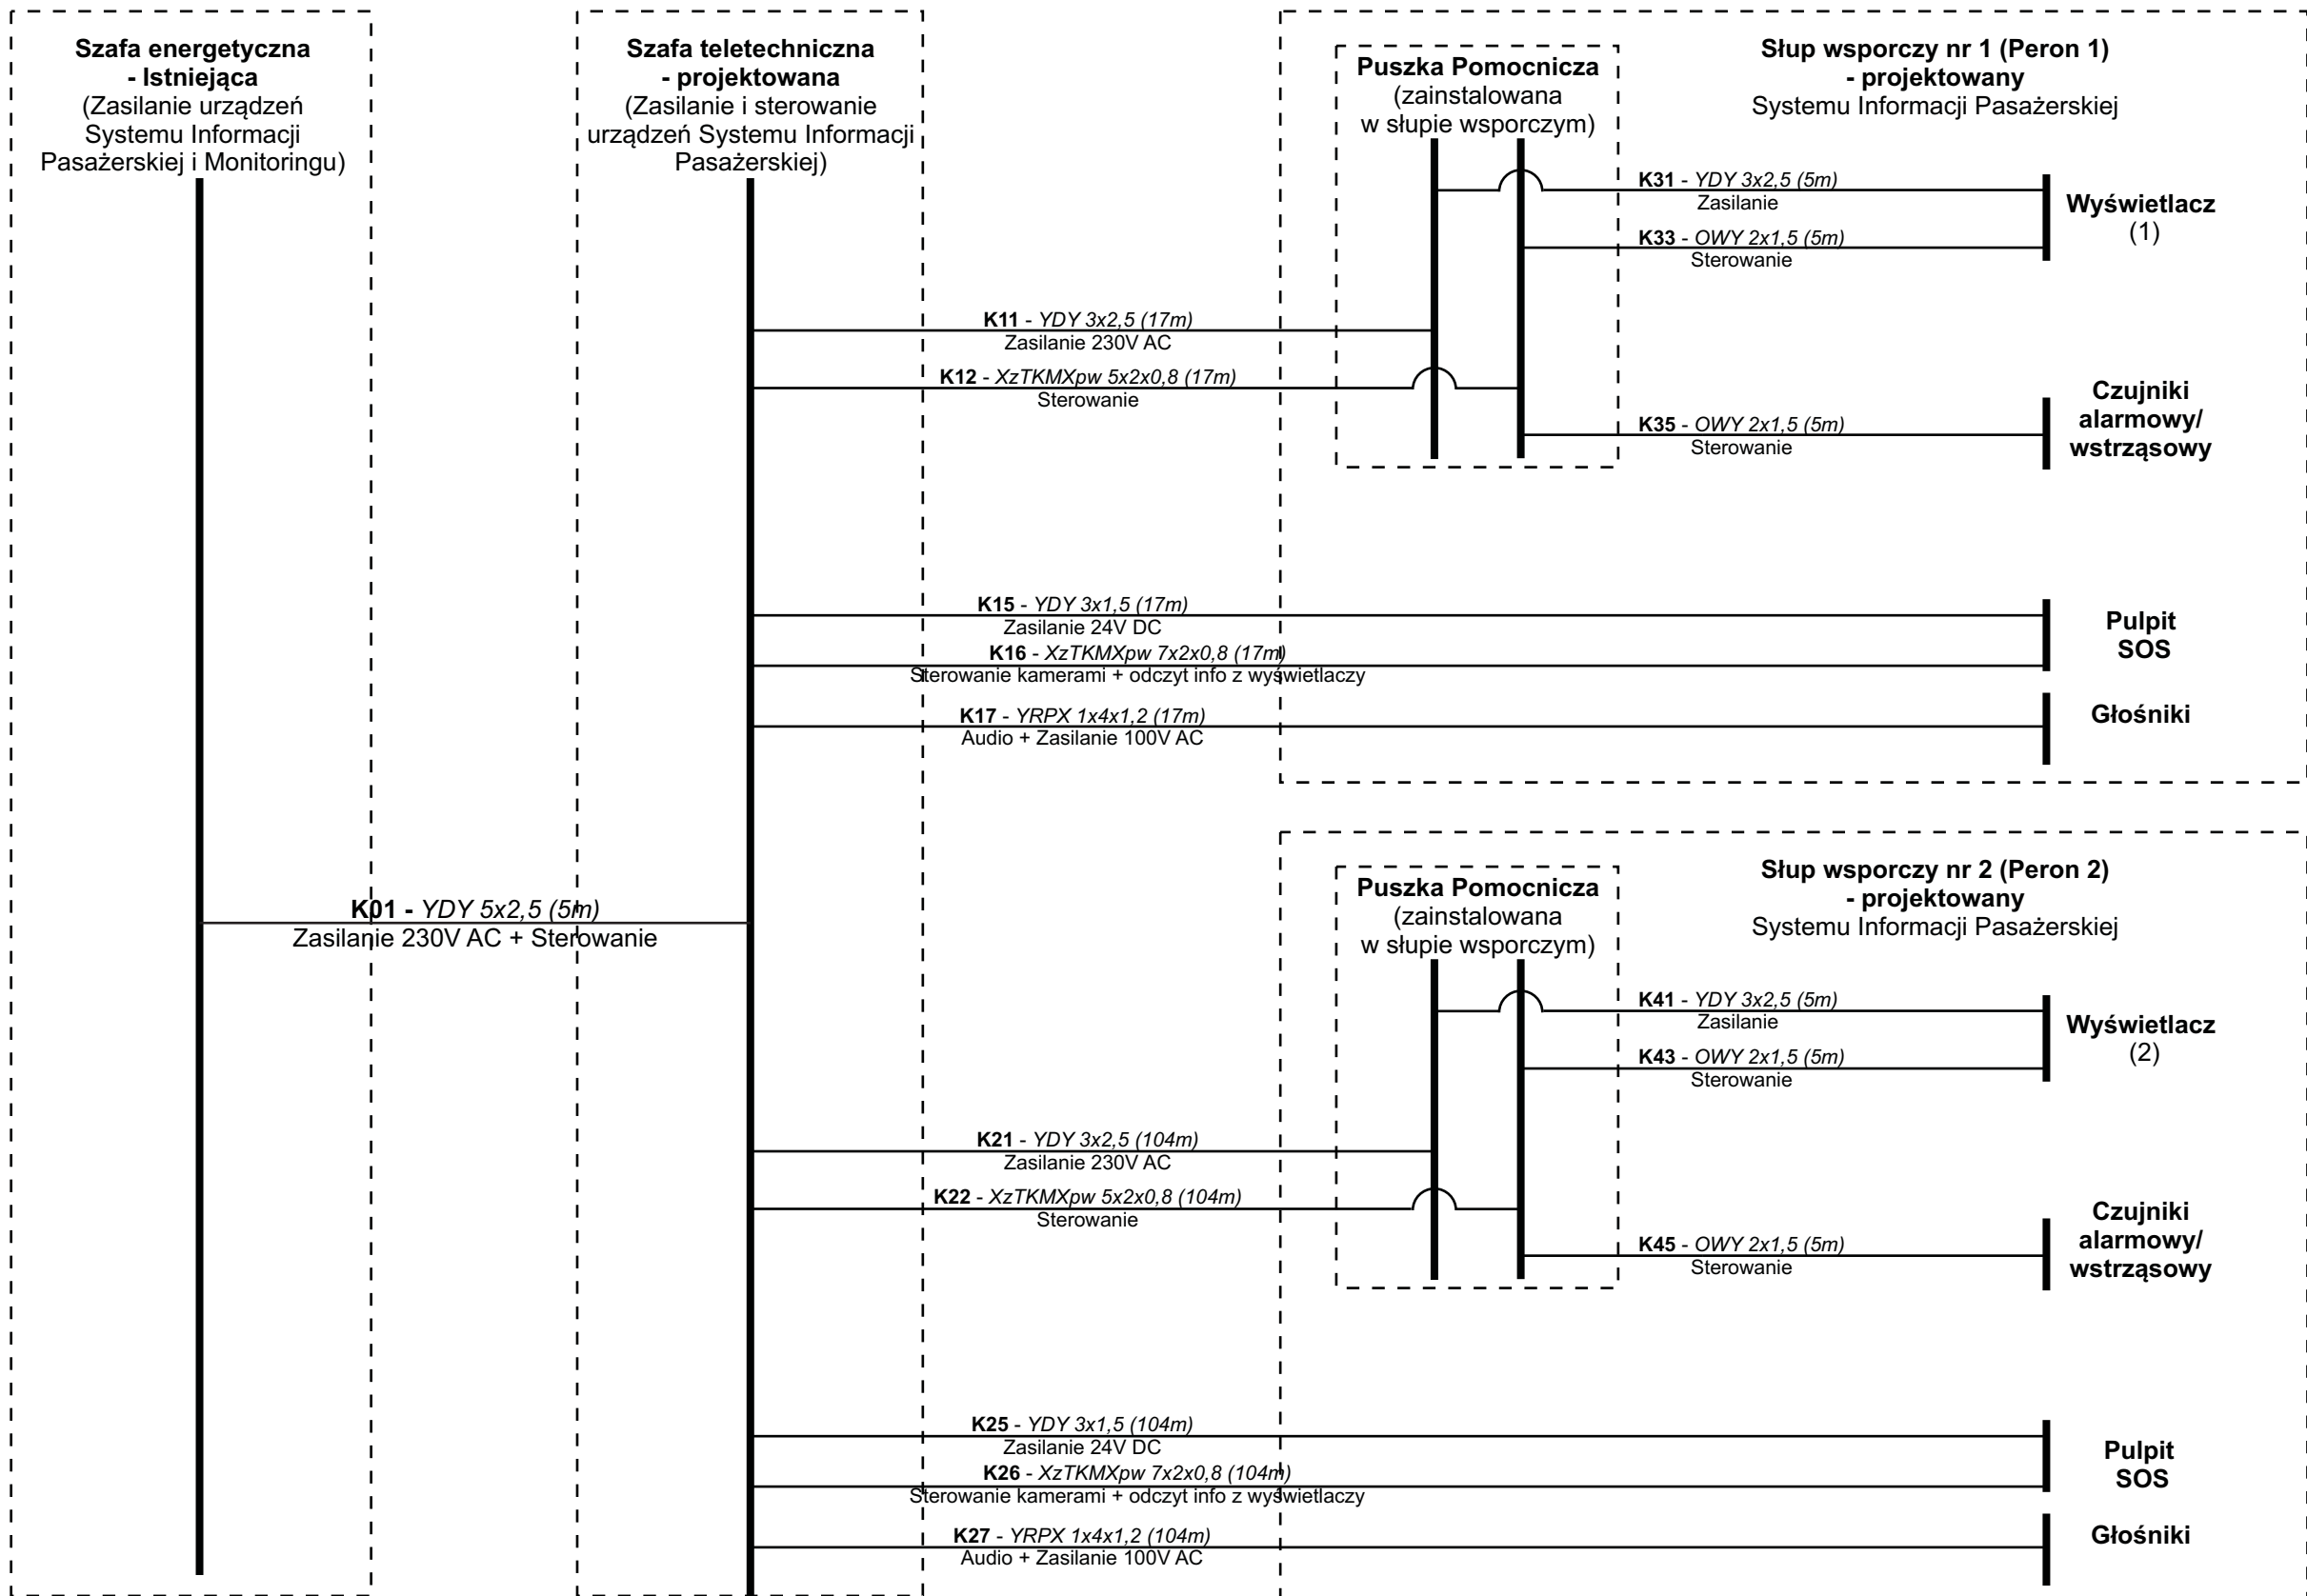 Szafa energetyczna
- Istniejąca
(Zasilanie urządzeń
Systemu Informacji
Pasażerskiej i Monitoringu)
Szafa teletechniczna
- projektowana
(Zasilanie i sterowanie
urządzeń Systemu Informacji
Pasażerskiej)
K01 - YDY 5x2,5 (5m)
Zasilanie 230V AC + Sterowanie
Puszka Pomocnicza
(zainstalowana
w słupie wsporczym)
Słup wsporczy nr 1 (Peron 1)
- projektowany
Systemu Informacji Pasażerskiej
K31 - YDY 3x2,5 (5m)
Zasilanie
K33 - OWY 2x1,5 (5m)
Sterowanie
Wyświetlacz
(1)
K11 - YDY 3x2,5 (17m)
Zasilanie 230V AC
K12 - XzTKMXpw 5x2x0,8 (17m)
Sterowanie
K35 - OWY 2x1,5 (5m)
Sterowanie
Czujniki
alarmowy/
wstrząsowy
K15 - YDY 3x1,5 (17m)
Zasilanie 24V DC
K16 - XzTKMXpw 7x2x0,8 (17m)
Sterowanie kamerami + odczyt info z wyświetlaczy
Pulpit
SOS
K17 - YRPX 1x4x1,2 (17m)
Audio + Zasilanie 100V AC
Głośniki
Puszka Pomocnicza
(zainstalowana
w słupie wsporczym)
Słup wsporczy nr 2 (Peron 2)
- projektowany
Systemu Informacji Pasażerskiej
K41 - YDY 3x2,5 (5m)
Zasilanie
K43 - OWY 2x1,5 (5m)
Sterowanie
Wyświetlacz
(2)
K21 - YDY 3x2,5 (104m)
Zasilanie 230V AC
K22 - XzTKMXpw 5x2x0,8 (104m)
Sterowanie
K45 - OWY 2x1,5 (5m)
Sterowanie
Czujniki
alarmowy/
wstrząsowy
K25 - YDY 3x1,5 (104m)
Zasilanie 24V DC
K26 - XzTKMXpw 7x2x0,8 (104m)
Sterowanie kamerami + odczyt info z wyświetlaczy
Pulpit
SOS
K27 - YRPX 1x4x1,2 (104m)
Audio + Zasilanie 100V AC
Głośniki